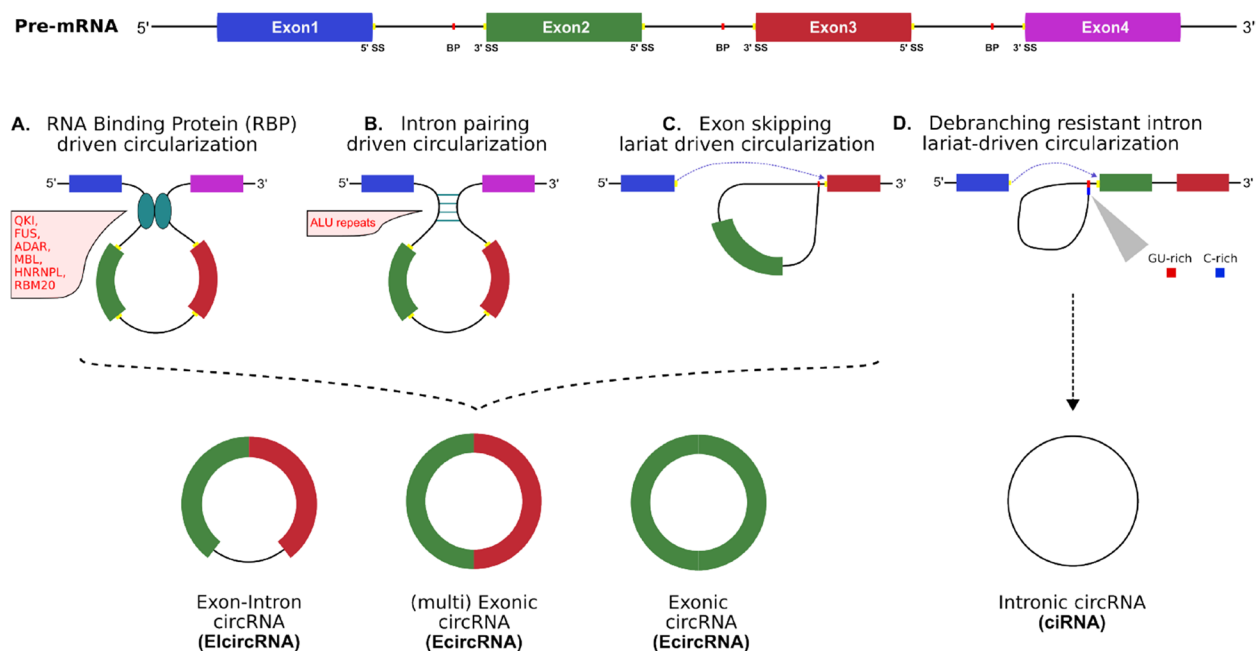 Pre-mRNA 5'- Exon1 Exon2 Exon3 Exon4 3'
5' SS BP 3' SS 5' SS BP 3' SS 5' SS BP 3' SS
A. RNA Binding Protein (RBP)
driven circularization
B. Intron pairing
driven circularization
C. Exon skipping
lariat driven circularization
D. Debranching resistant intron
lariat-driven circularization
5' 3'
QKI,
FUS,
ADAR,
MBL,
HNRNPL,
RBM20
5' 3'
ALU repeats
5' 3'
5' 3'
GU-rich C-rich
Exon-Intron
circRNA
(ElcircRNA)
(multi) Exonic
circRNA
(EcircRNA)
Exonic
circRNA
(EcircRNA)
Intronic circRNA
(ciRNA)